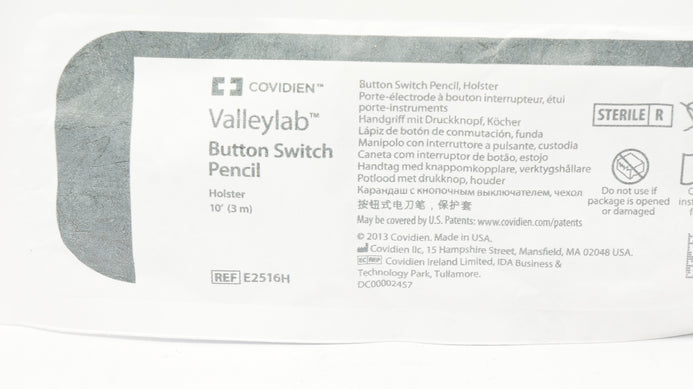 COVIDIEN™
Valleylab™
Button Switch
Pencil
Holster
10' (3 m)
REF E2516H
Button Switch Pencil, Holster
Porte-électrode à bouton interrupteur, étui
porte-instruments
Handgriff mit Druckknopf, Köcher
Lápiz de botón de conmutación, funda
Manipolo con interruttore a pulsante, custodia
Caneta com interruptor de botão, estojo
Handtag med knappomkopplare, verktygshållare
Potlood met drukknop, houder
Карандаш с кнопочным выключателем, чехол
按钮式电刀笔，保护套
May be covered by U.S. Patents: www.covidien.com/patents
© 2013 Covidien. Made in USA.
Covidien llc, 15 Hampshire Street, Mansfield, MA 02048 USA.
EC REP Covidien Ireland Limited, IDA Business &
Technology Park, Tullamore.
DC00002457
STERILE R
Do not use if
package is opened
or damaged